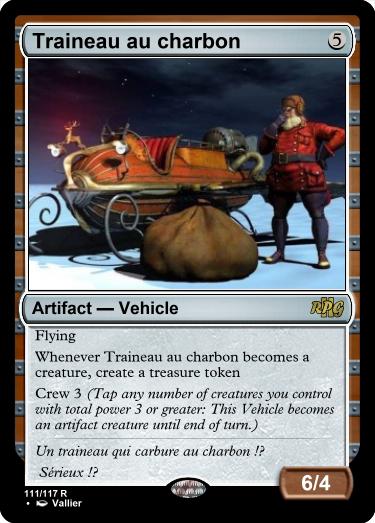 Traineau au charbon
5
Artifact — Vehicle
RPG
Flying
Whenever Traineau au charbon becomes a
creature, create a treasure token
Crew 3 (Tap any number of creatures you control
with total power 3 or greater: This Vehicle becomes
an artifact creature until end of turn.)
Un traineau qui carbure au charbon !?
Sérieux !?
6/4
111/117 R
• Vallier